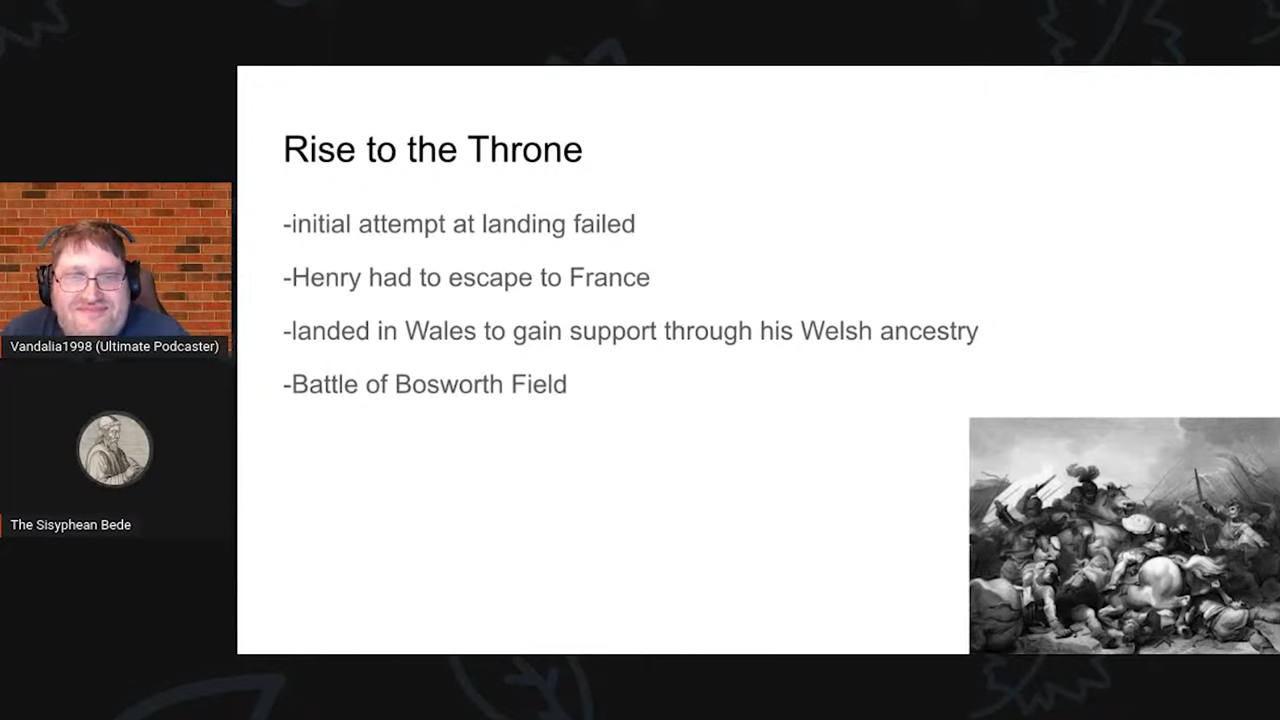 Rise to the Throne
-initial attempt at landing failed
-Henry had to escape to France
-landed in Wales to gain support through his Welsh ancestry
-Battle of Bosworth Field
Vandalia1998 (Ultimate Podcaster)
The Sisyphean Bede